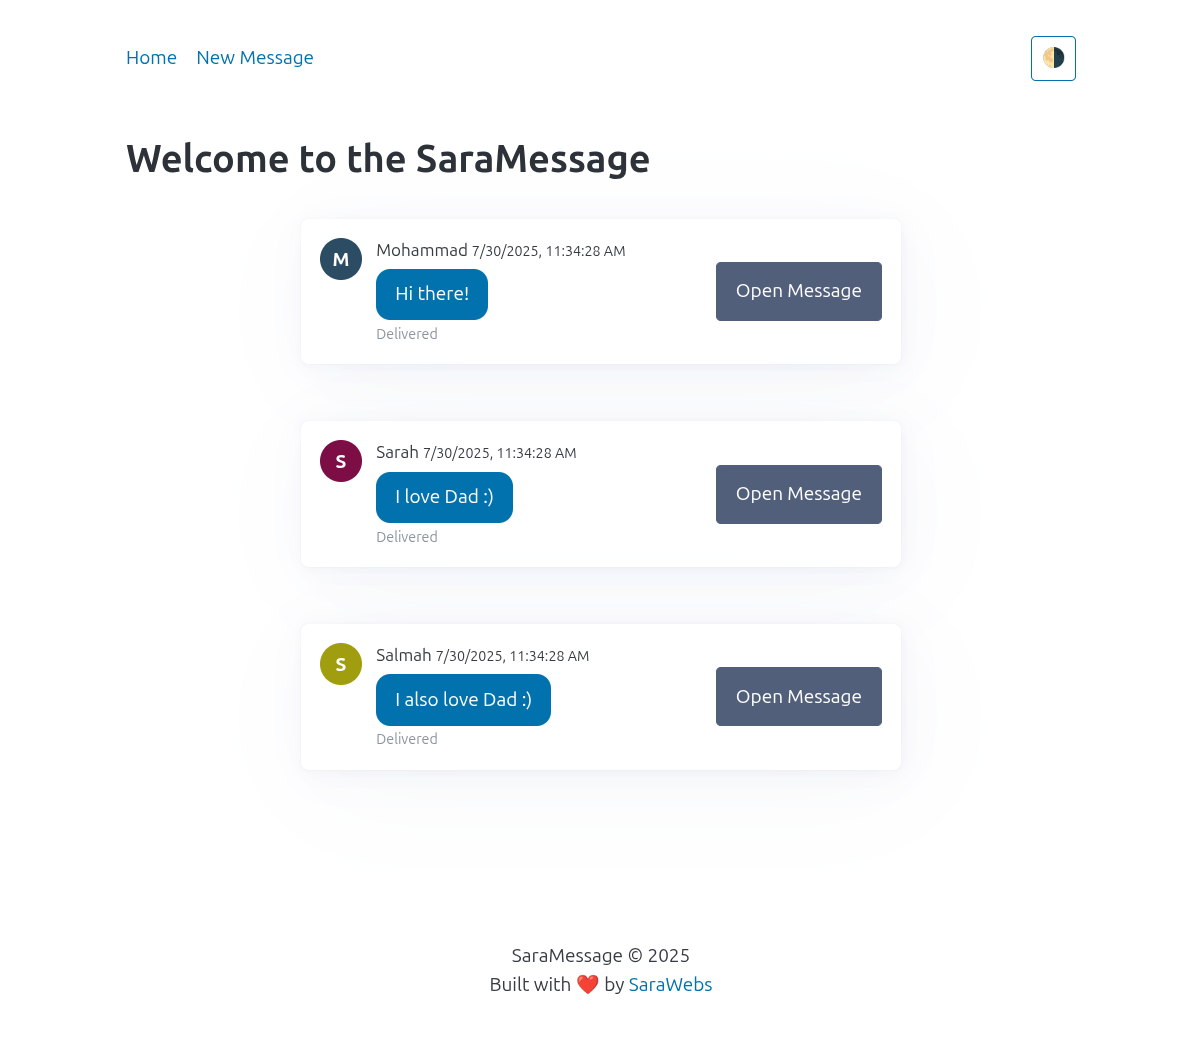 Home New Message
Welcome to the SaraMessage
M
Mohammad 7/30/2025, 11:34:28 AM
Hi there!
Open Message
Delivered
S
Sarah 7/30/2025, 11:34:28 AM
I love Dad :)
Open Message
Delivered
S
Salmah 7/30/2025, 11:34:28 AM
I also love Dad :)
Open Message
Delivered
SaraMessage © 2025
Built with ❤️ by SaraWebs